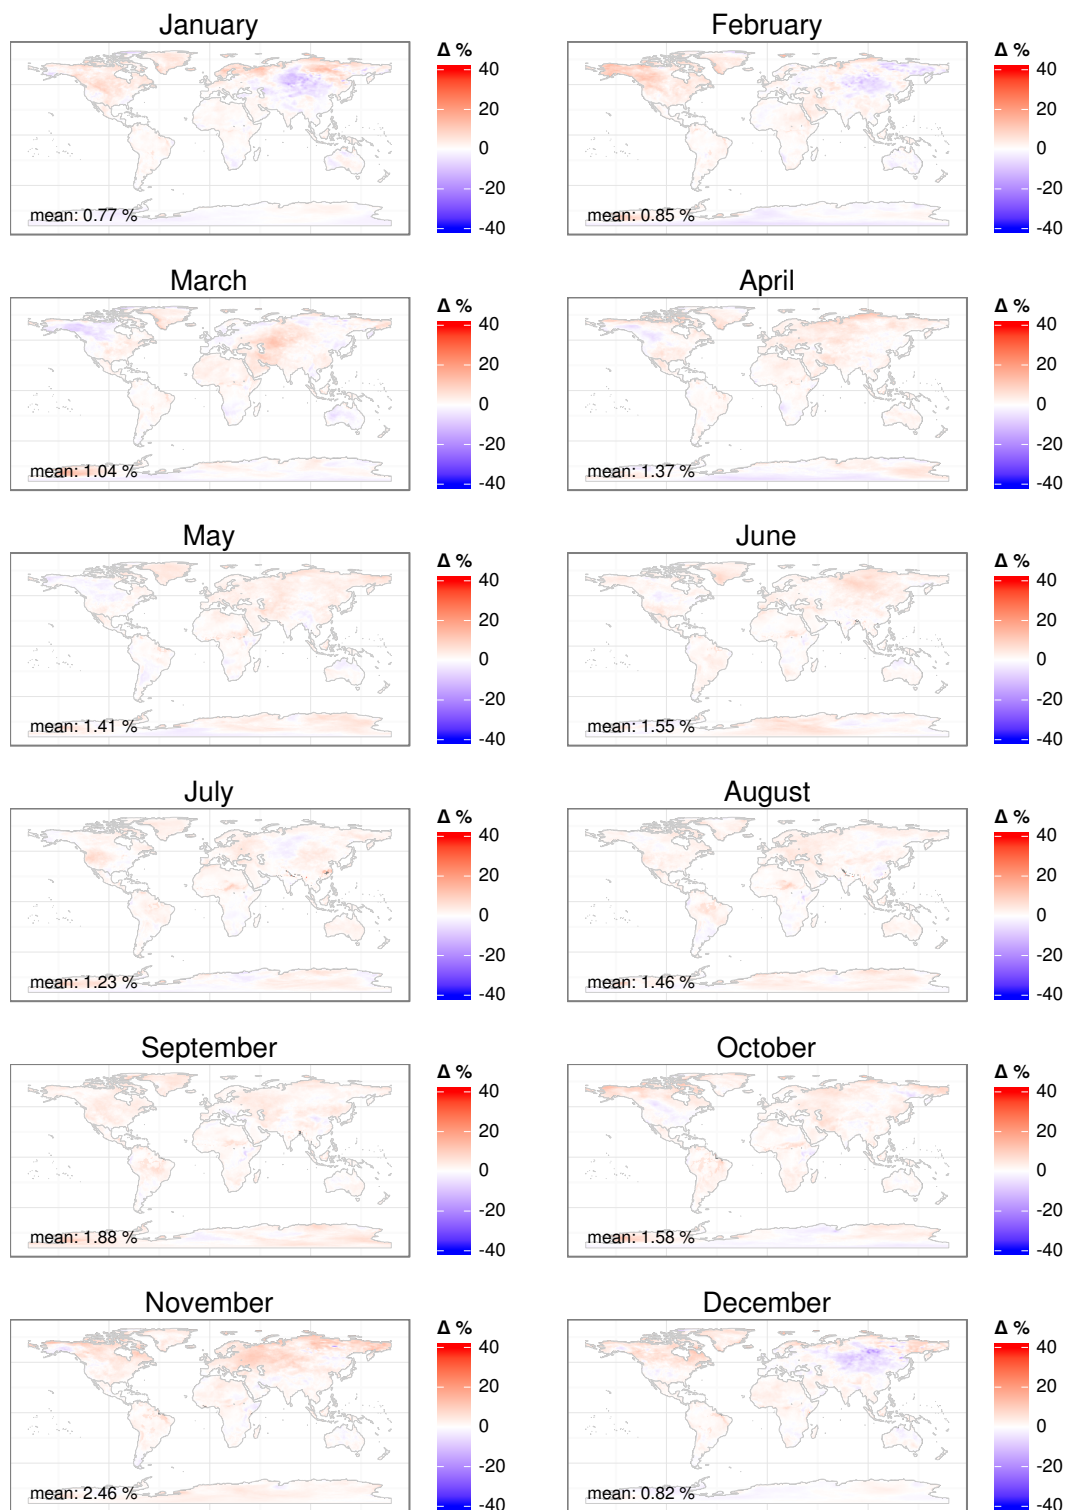 January February
Δ % Δ %
40 40
20 20
0 0
-20 -20
-40 -40
mean: 0.77 % mean: 0.85 %
March April
Δ % Δ %
40 40
20 20
0 0
-20 -20
-40 -40
mean: 1.04 % mean: 1.37 %
May June
Δ % Δ %
40 40
20 20
0 0
-20 -20
-40 -40
mean: 1.41 % mean: 1.55 %
July August
Δ % Δ %
40 40
20 20
0 0
-20 -20
-40 -40
mean: 1.23 % mean: 1.46 %
September October
Δ % Δ %
40 40
20 20
0 0
-20 -20
-40 -40
mean: 1.88 % mean: 1.58 %
November December
Δ % Δ %
40 40
20 20
0 0
-20 -20
-40 -40
mean: 2.46 % mean: 0.82 %